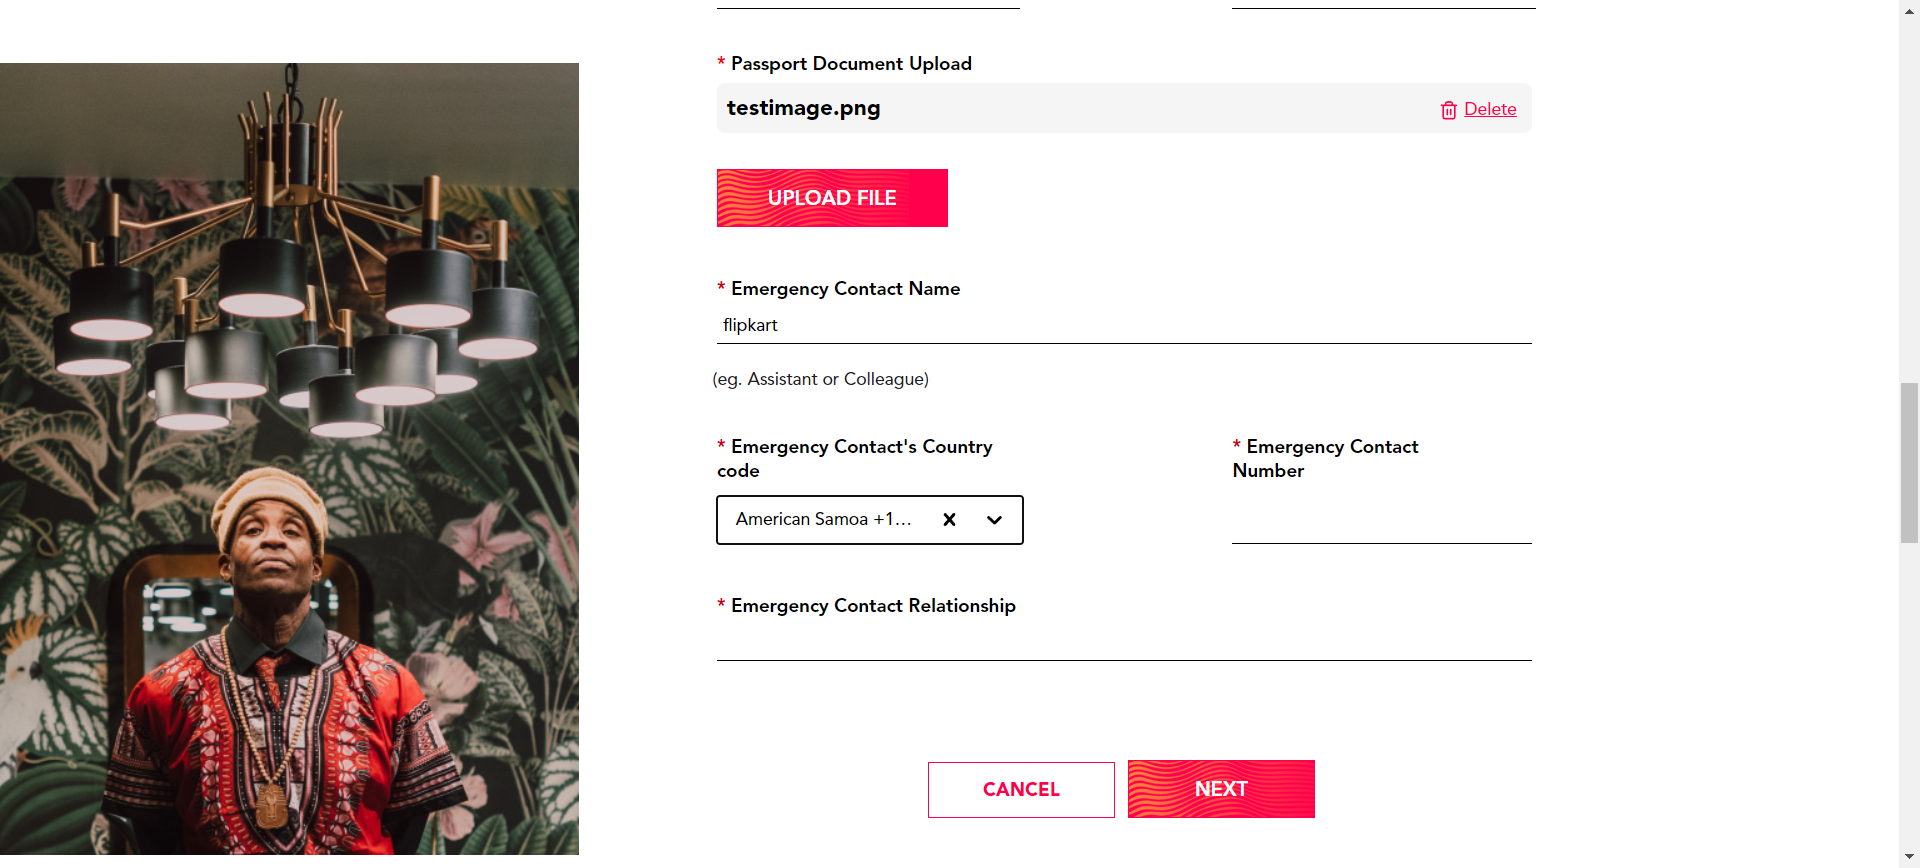 * Passport Document Upload
testimage.png
Delete
UPLOAD FILE
* Emergency Contact Name
flipkart
(eg. Assistant or Colleague)
* Emergency Contact's Country
code
* Emergency Contact
Number
American Samoa +1...
* Emergency Contact Relationship
CANCEL
NEXT